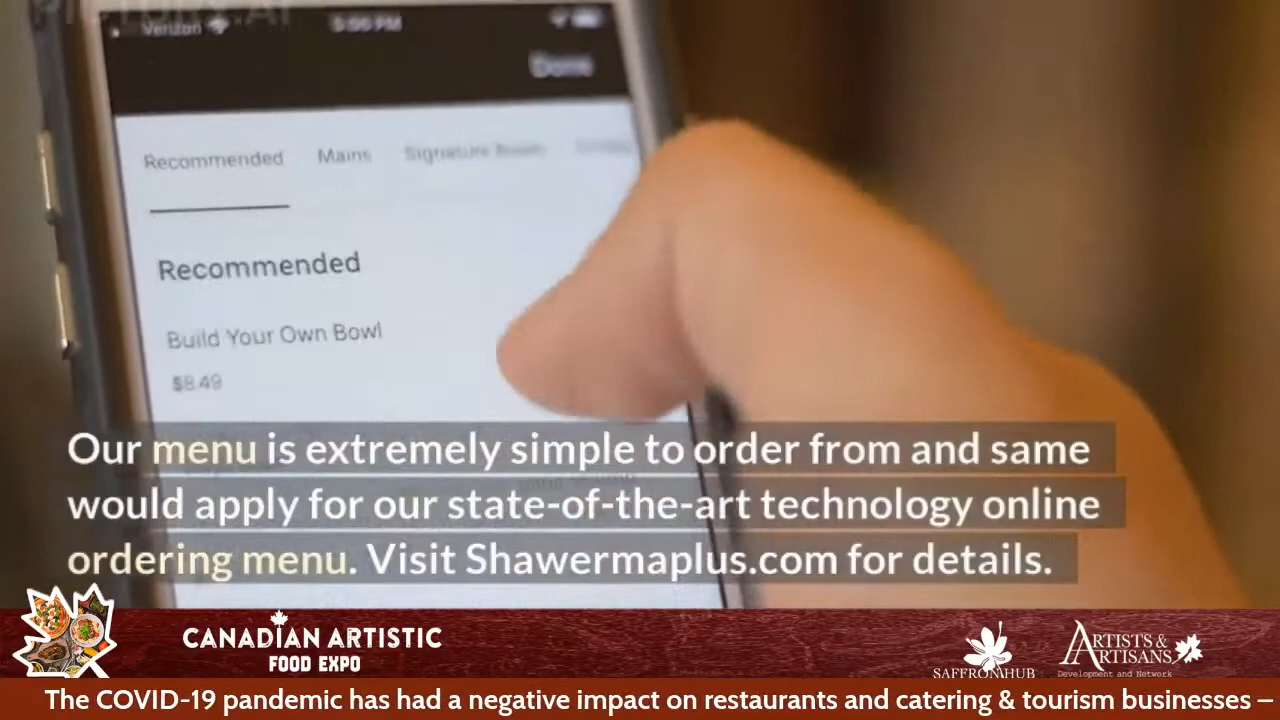 Verizon
Done
Recommended Mains Signature
Recommended
Build Your Own Bowl
$8.49
Our menu is extremely simple to order from and same
would apply for our state-of-the-art technology online
ordering menu. Visit Shawermaplus.com for details.
CANADIAN ARTISTIC
FOOD EXPO
SAFFRON HUB
ARTISTS &
ARTISANS
Development and Network
The COVID-19 pandemic has had a negative impact on restaurants and catering & tourism businesses –